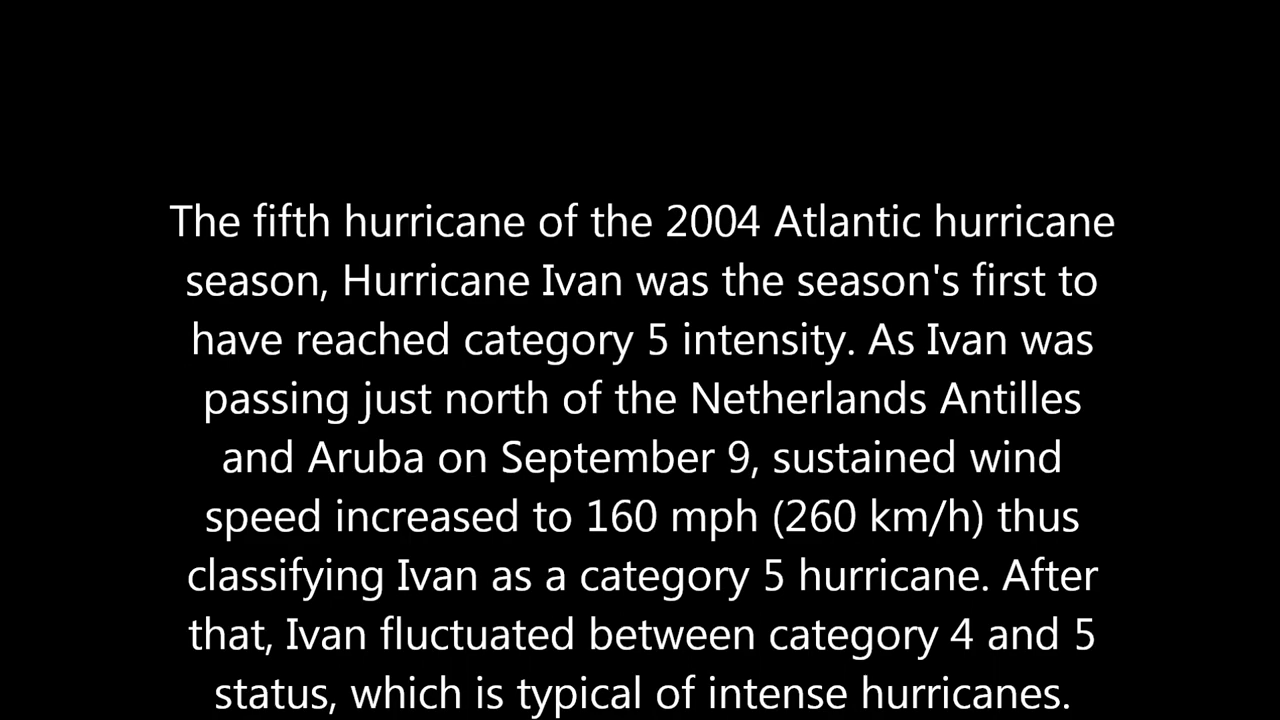 The fifth hurricane of the 2004 Atlantic hurricane
season, Hurricane Ivan was the season's first to
have reached category 5 intensity. As Ivan was
passing just north of the Netherlands Antilles
and Aruba on September 9, sustained wind
speed increased to 160 mph (260 km/h) thus
classifying Ivan as a category 5 hurricane. After
that, Ivan fluctuated between category 4 and 5
status, which is typical of intense hurricanes.